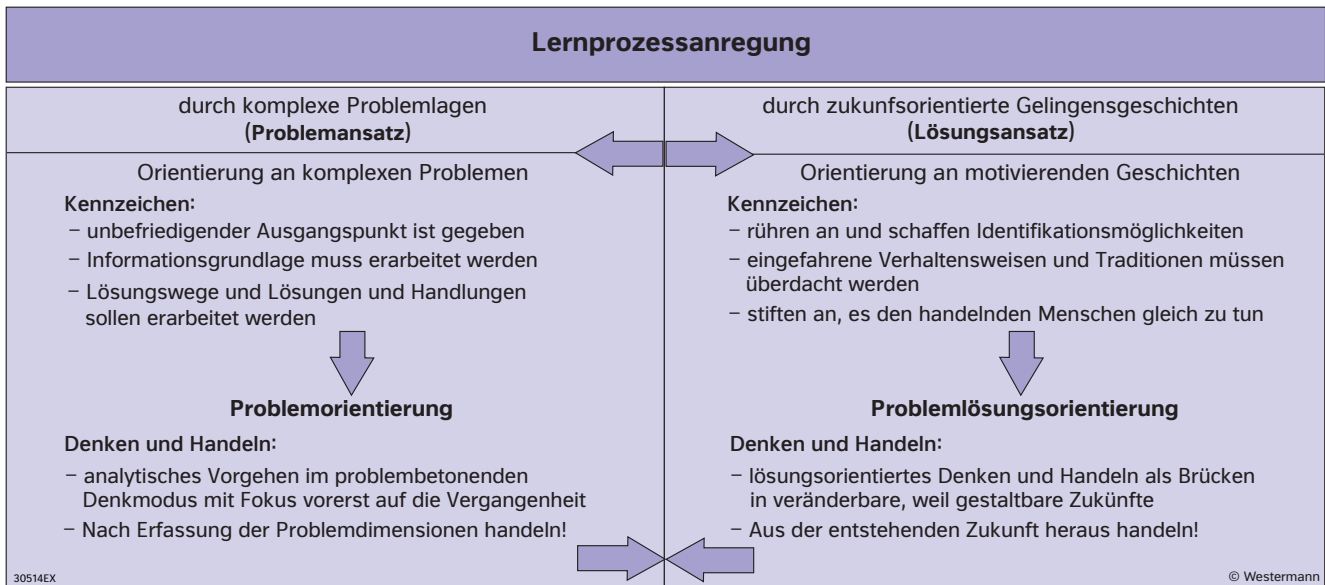 Lernprozessanregung
durch komplexe Problemlagen
(Problemansatz)
Orientierung an komplexen Problemen
Kennzeichen:
– unbefriedigender Ausgangspunkt ist gegeben
– Informationsgrundlage muss erarbeitet werden
– Lösungswege und Lösungen und Handlungen
sollen erarbeitet werden
Problemorientierung
Denken und Handeln:
– analytisches Vorgehen im problembetonenden
Denkmodus mit Fokus vorerst auf die Vergangenheit
– Nach Erfassung der Problemdimensionen handeln!
30514EX
durch zukunfsorientierte Gelingensgeschichten
(Lösungsansatz)
Orientierung an motivierenden Geschichten
Kennzeichen:
– rühren an und schaffen Identifikationsmöglichkeiten
– eingefahrene Verhaltensweisen und Traditionen müssen
überdacht werden
– stiften an, es den handelnden Menschen gleich zu tun
Problemlösungsorientierung
Denken und Handeln:
– lösungsorientiertes Denken und Handeln als Brücken
in veränderbare, weil gestaltbare Zukünfte
– Aus der entstehenden Zukunft heraus handeln!
© Westermann